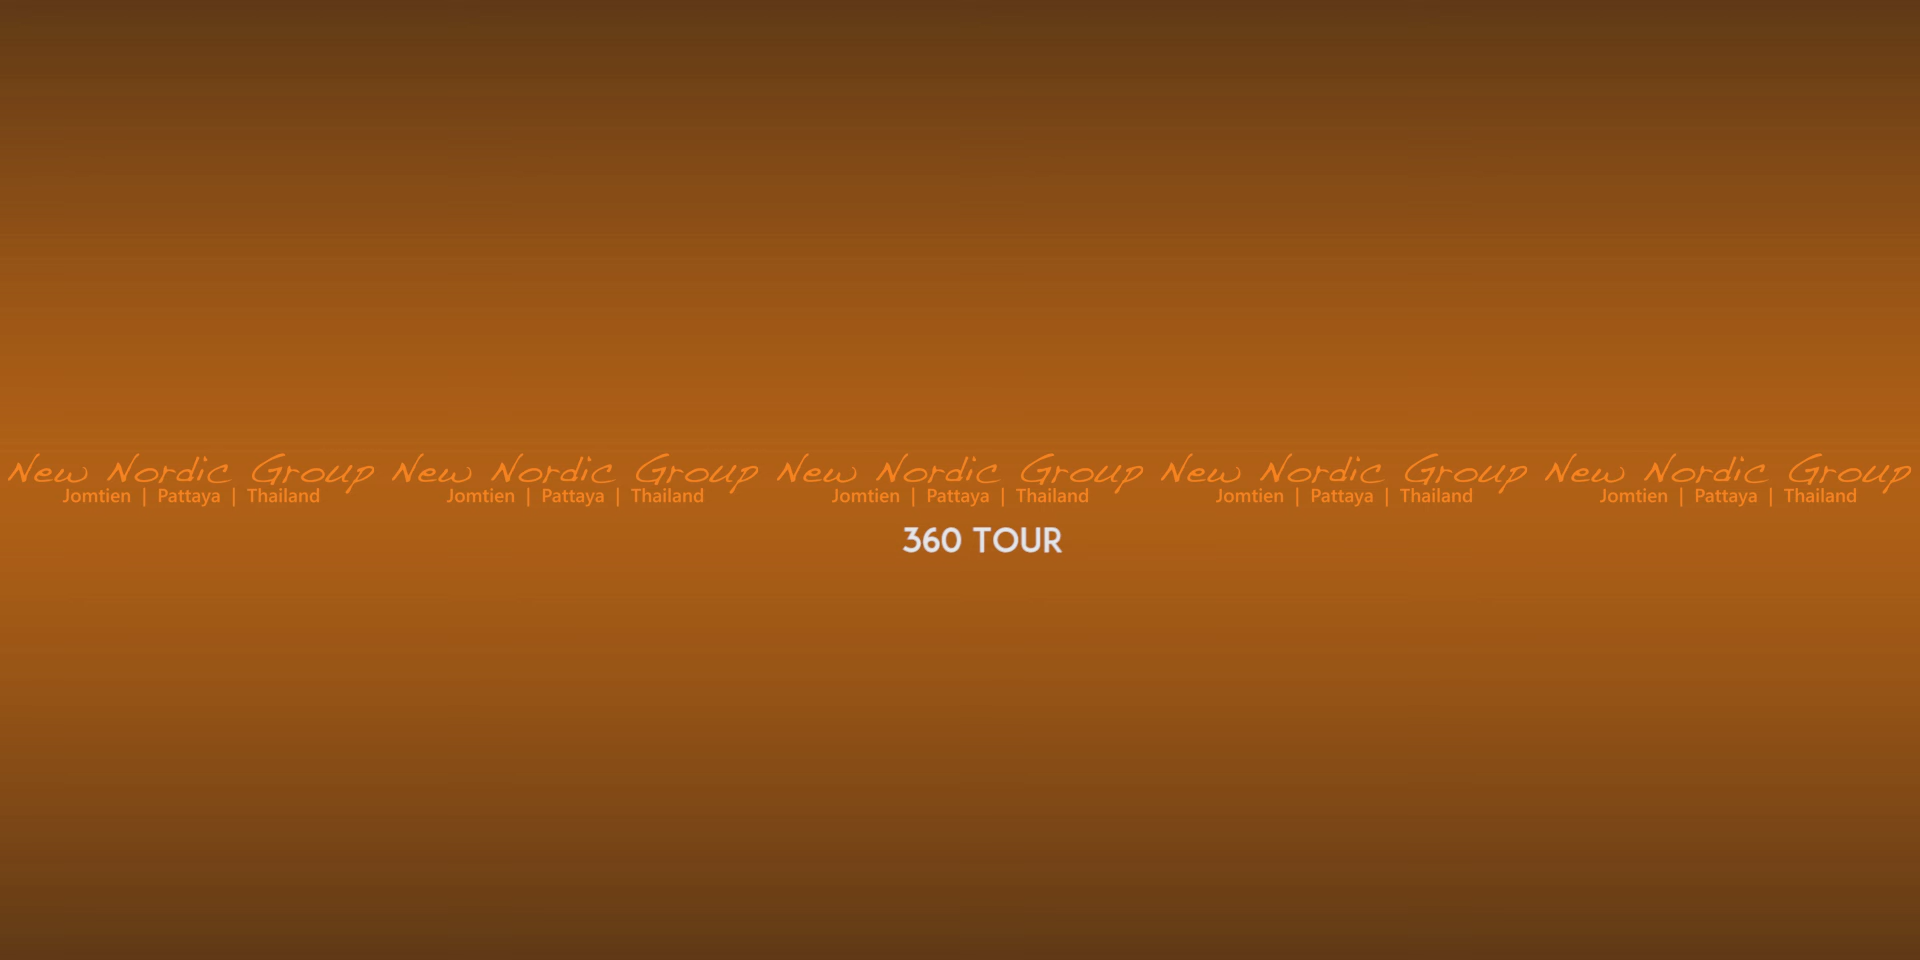 New Nordic Group New Nordic Group New Nordic Group New Nordic Group New Nordic Group
Jomtien | Pattaya | Thailand Jomtien | Pattaya | Thailand Jomtien | Pattaya | Thailand Jomtien | Pattaya | Thailand Jomtien | Pattaya | Thailand
360 TOUR